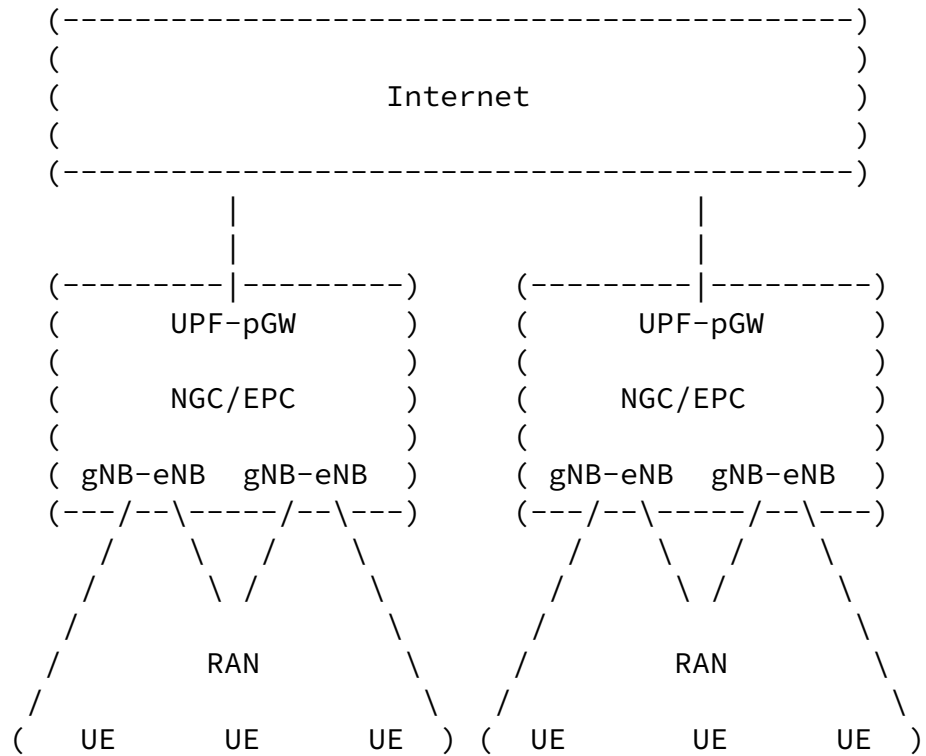 Internet
UPF-pGW UPF-pGW
NGC/EPC NGC/EPC
gNB-eNB gNB-eNB gNB-eNB gNB-eNB
RAN RAN
UE UE UE UE UE UE